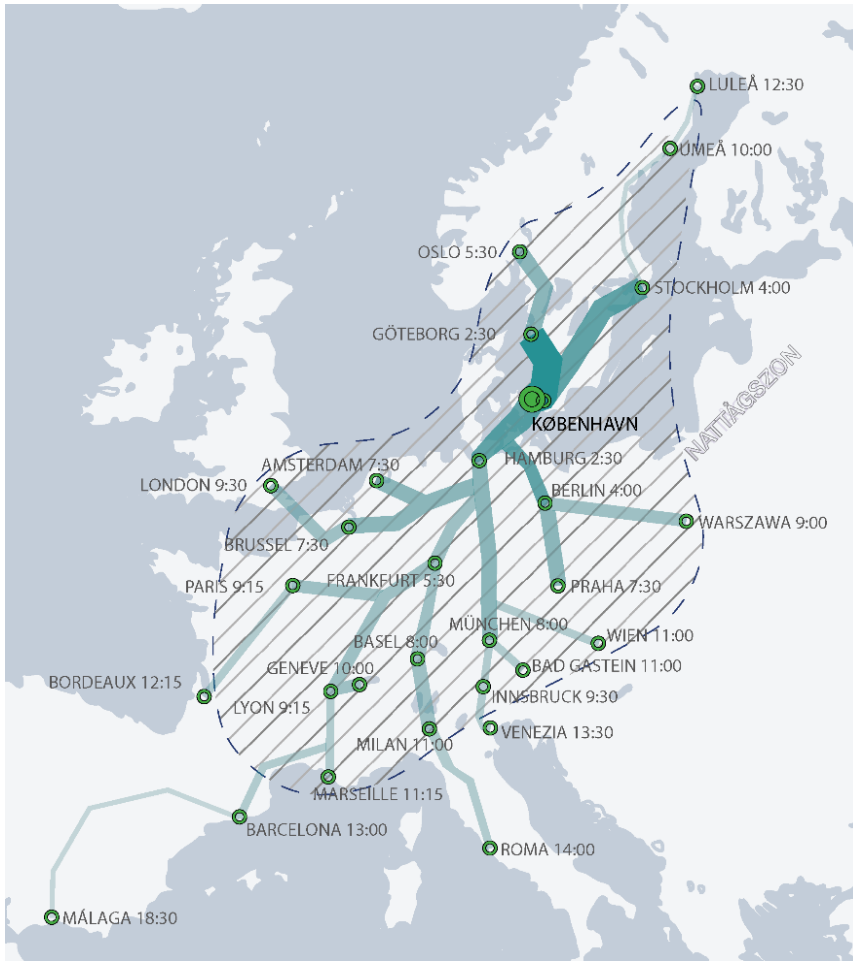 LULEÅ 12:30
UMEÅ 10:00
OSLO 5:30
STOCKHOLM 4:00
GÖTEBORG 2:30
NATTÅGSZON
KØBENHAVN
HAMBURG 2:30
AMSTERDAM 7:30
LONDON 9:30
BERLIN 4:00
WARSZAWA 9:00
BRUSSEL 7:30
FRANKFURT 5:30
PARIS 9:15
PRAHA 7:30
MÜNCHEN 8:00
WIEN 11:00
BASEL 8:00
BAD GASTEIN 11:00
GENEVE 10:00
BORDEAUX 12:15
INNSBRUCK 9:30
LYON 9:15
VENEZIA 13:30
MILAN 11:00
MARSEILLE 11:15
BARCELONA 13:00
ROMA 14:00
MÁLAGA 18:30